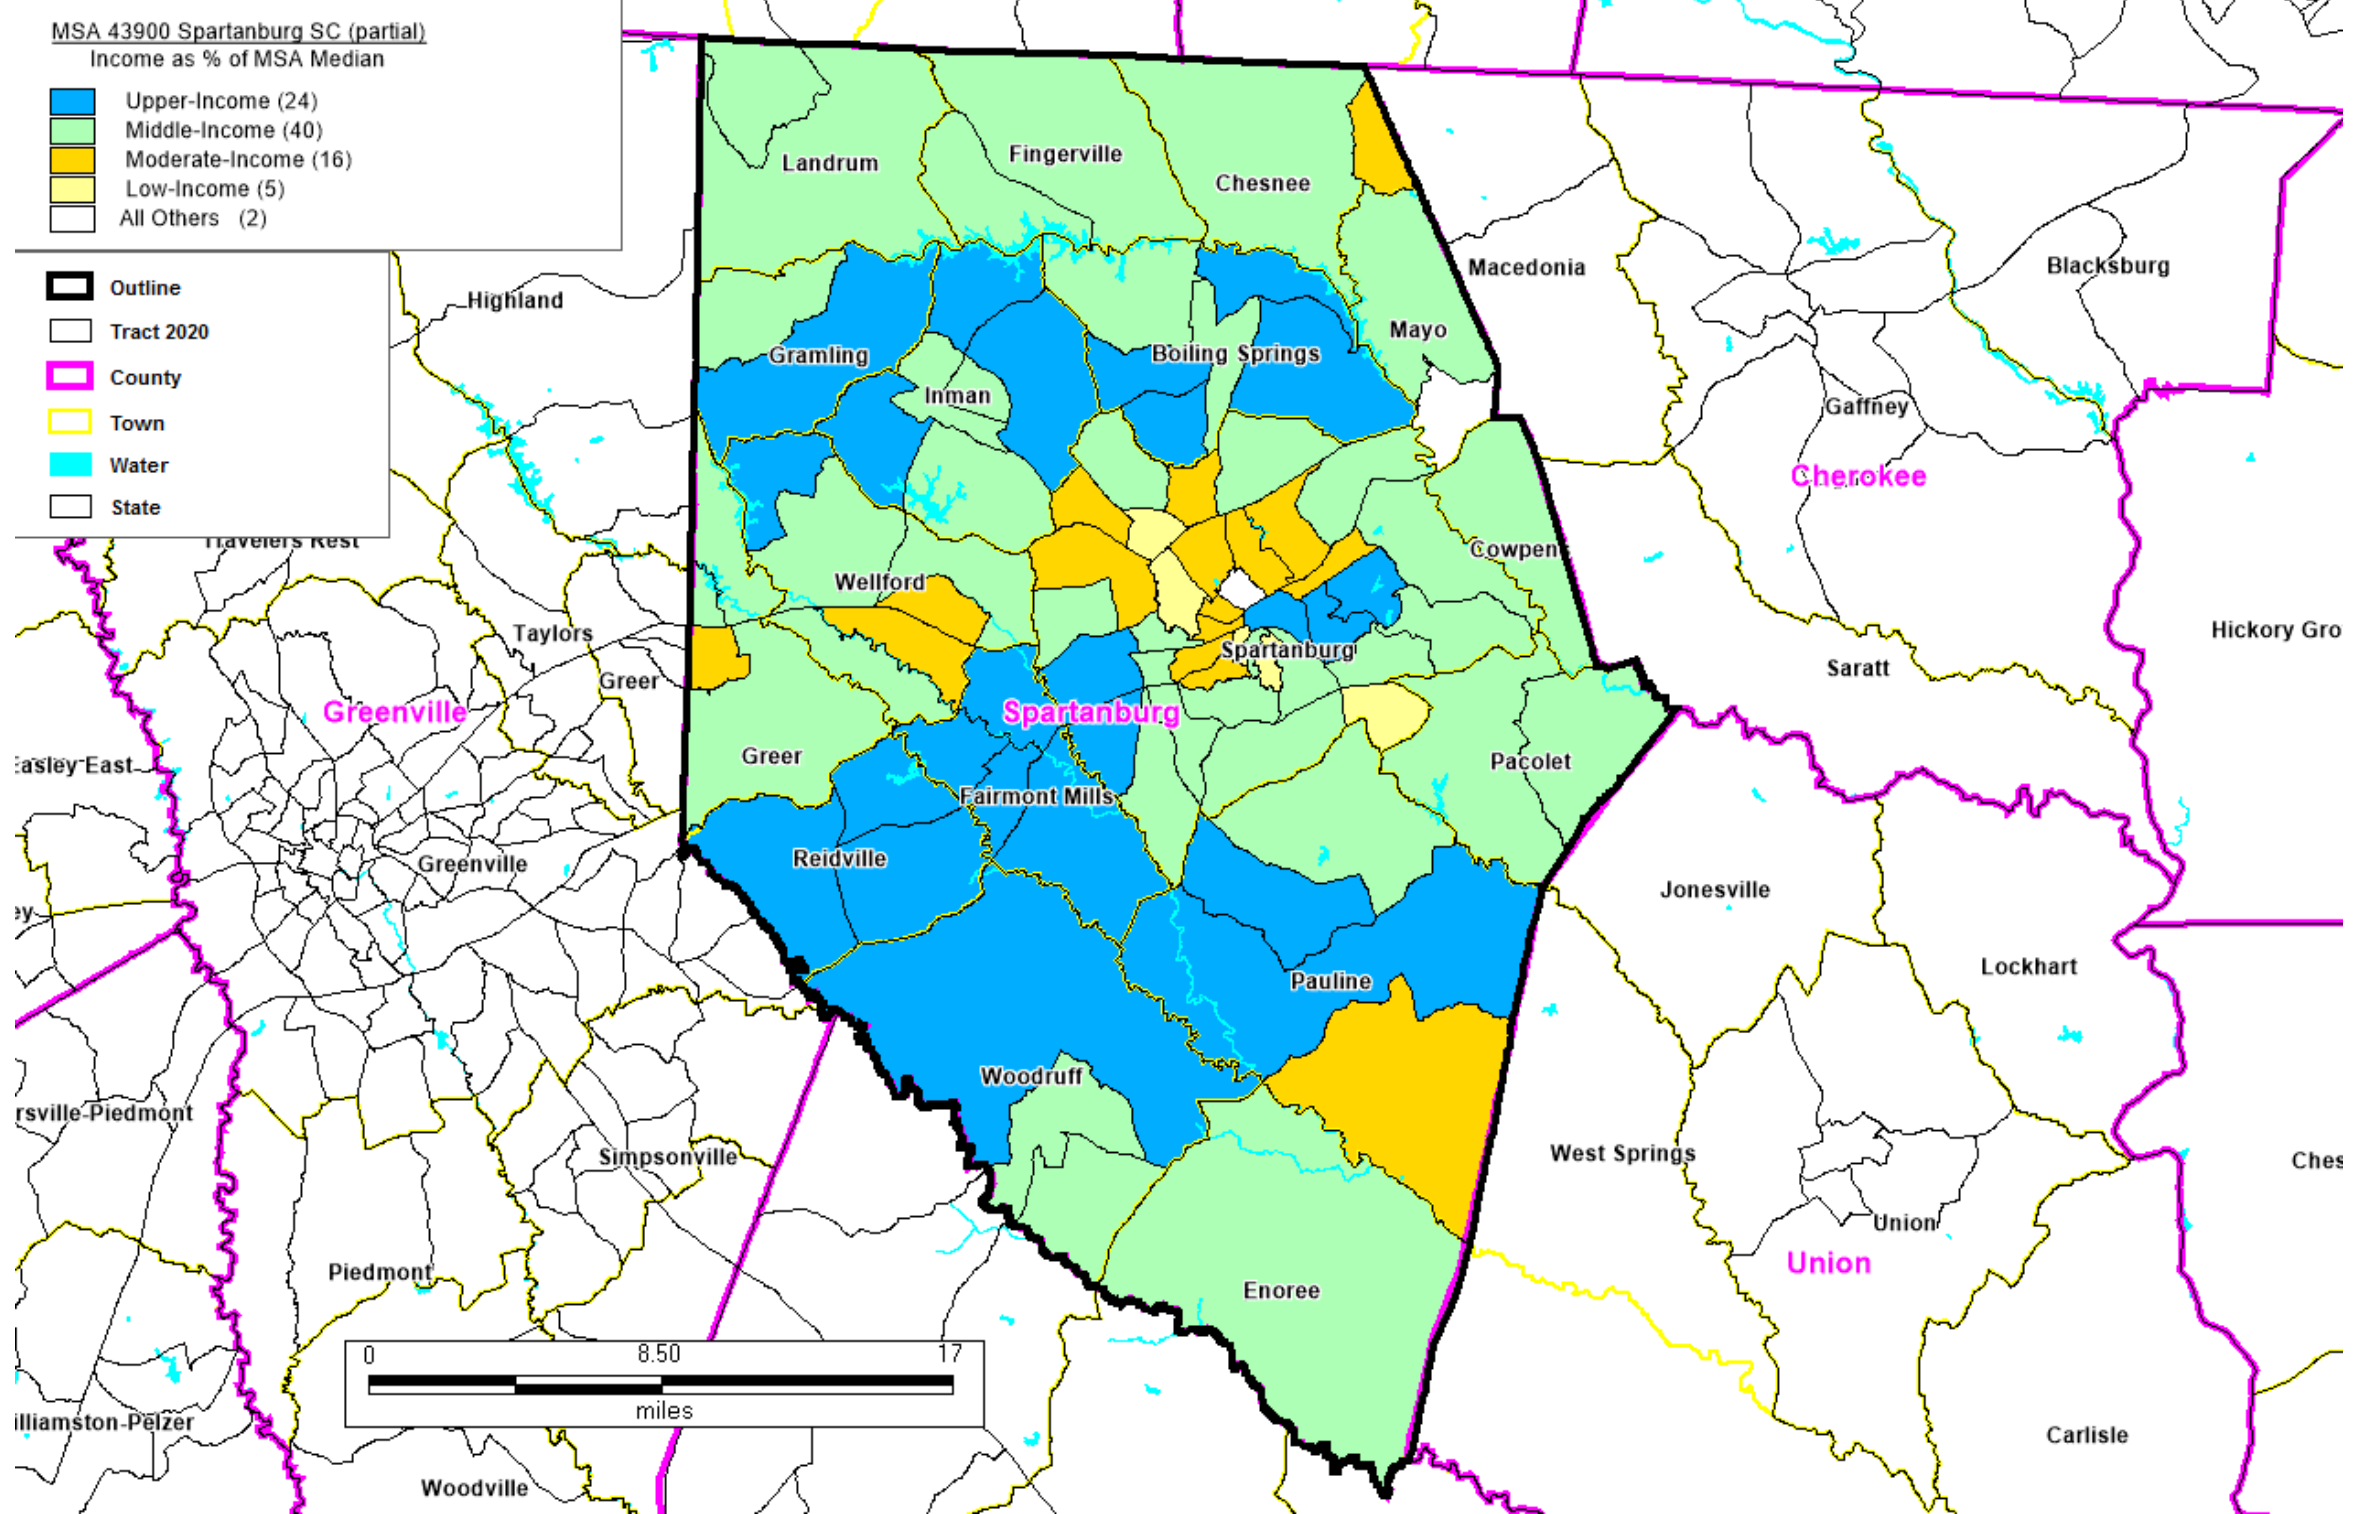 MSA 43900 Spartanburg SC (partial)
Income as % of MSA Median
Upper-Income (24)
Middle-Income (40)
Moderate-Income (16)
Low-Income (5)
All Others (2)
Outline
Tract 2020
County
Town
Water
State
Landrum
Fingerville
Chesnee
Macedonia
Blacksburg
Highland
Mayo
Gramling
Boiling Springs
Inman
Gaffney
Cherokee
Travelers Rest
Cowpen
Wellford
Taylors
Hickory Gro
Spartanburg
Saratt
Greer
Greenville
Spartanburg
Easley East
Greer
Pacolet
Fairmont Mills
Reidville
Greenville
Jonesville
ey
Lockhart
Pauline
Woodruff
rsville-Piedmont
Simpsonville
West Springs
Ches
Union
Piedmont
Union
Enoree
0 8.50 17
miles
illiamston-Pelzer
Carlisle
Woodville